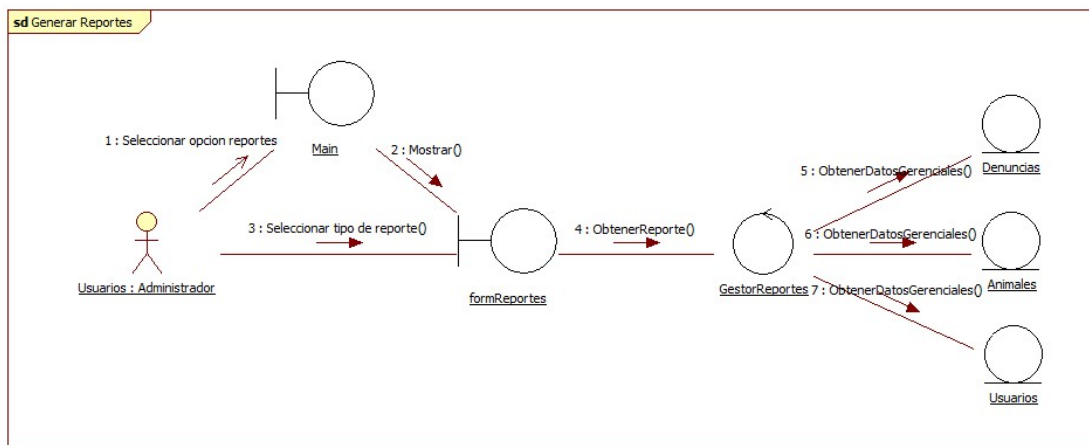 sd Generar Reportes
1 : Seleccionar opcion reportes
Main
2 : Mostrar()
Usuarios : Administrador
3 : Seleccionar tipo de reporte()
formReportes
4 : ObtenerReporte()
GestorReportes
5 : ObtenerDatosGerenciales()
Denuncias
6 : ObtenerDatosGerenciales()
Animales
7 : ObtenerDatosGerenciales()
Usuarios